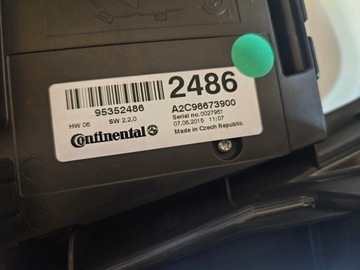 2486
95352486
A2C96673900
HW 06 SW 2.2.0
Serial no.0027951
07.06.2015 11:07
Continental
Made in Czech Republic